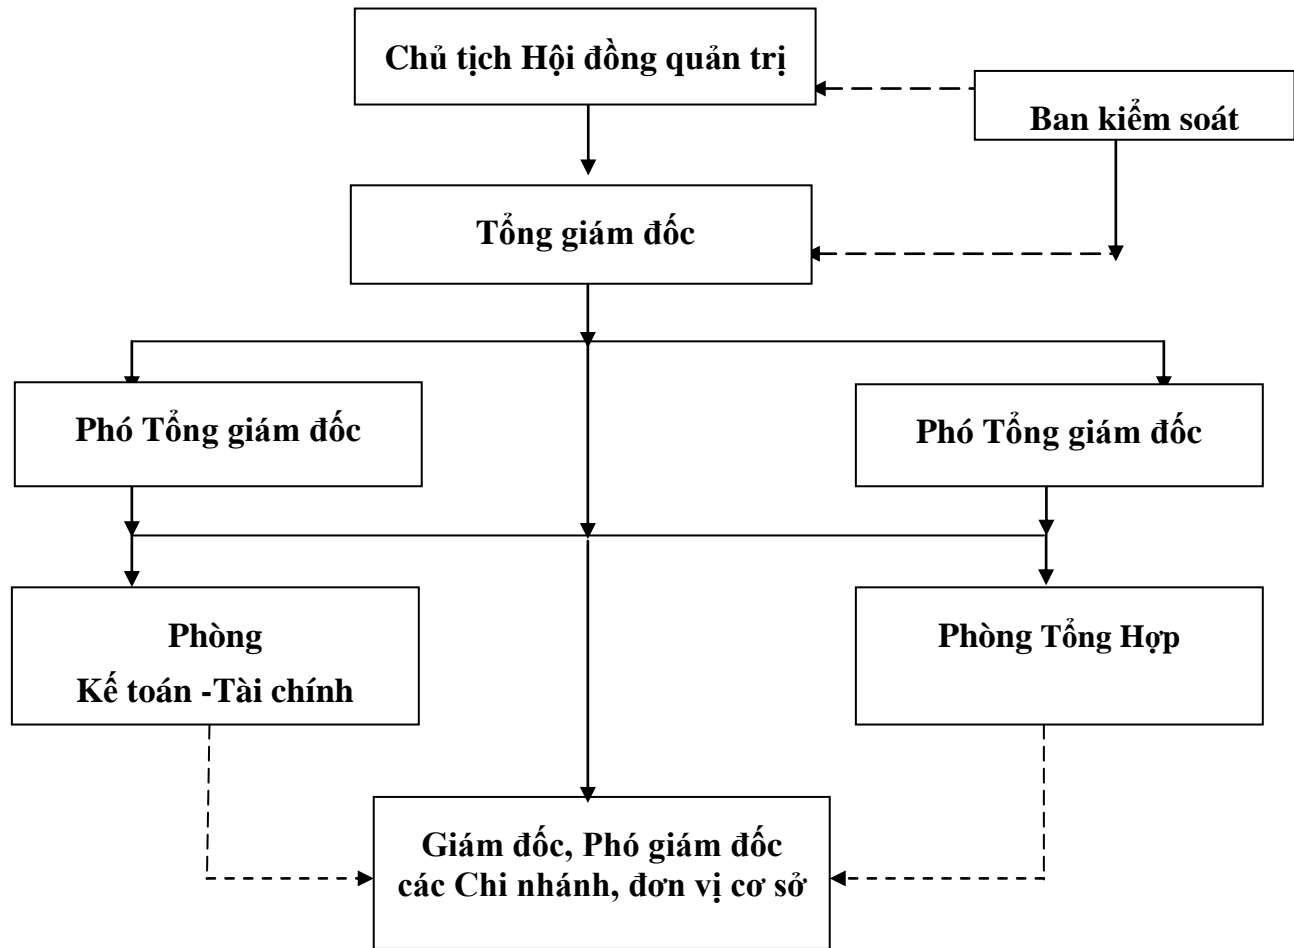 Chủ tịch Hội đồng quản trị
Ban kiểm soát
Tổng giám đốc
Phó Tổng giám đốc
Phó Tổng giám đốc
Phòng
Kế toán -Tài chính
Phòng Tổng Hợp
Giám đốc, Phó giám đốc
các Chi nhánh, đơn vị cơ sở